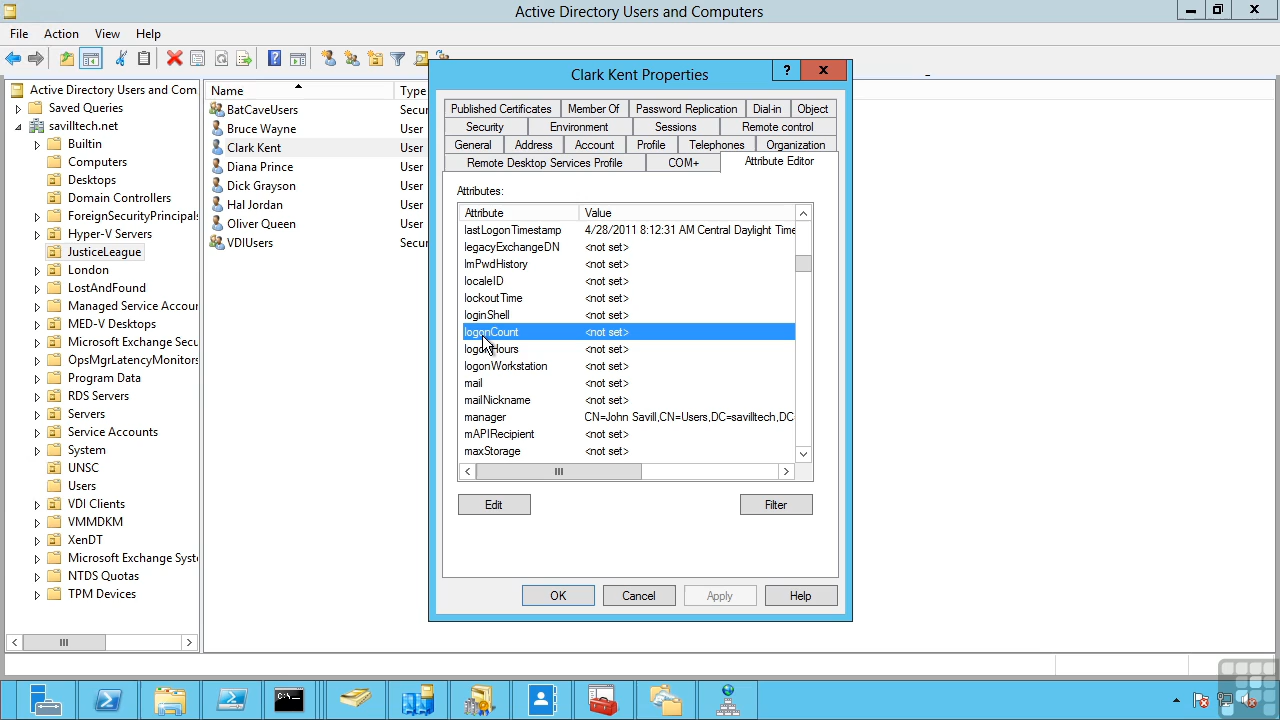 Active Directory Users and Computers
File Action View Help
Active Directory Users and Com
Saved Queries
savilltech.net
Builtin
Computers
Desktops
Domain Controllers
ForeignSecurityPrincipals
Hyper-V Servers
JusticeLeague
London
LostAndFound
Managed Service Accour
MED-V Desktops
Microsoft Exchange Secu
OpsMgrLatencyMonitors
Program Data
RDS Servers
Servers
Service Accounts
System
UNSC
Users
VDI Clients
VMMDKM
XenDT
Microsoft Exchange Syst
NTDS Quotas
TPM Devices
Name Type
BatCaveUsers Secur
Bruce Wayne User
Clark Kent User
Diana Prince User
Dick Grayson User
Hal Jordan User
Oliver Queen User
VDIUsers Secur
Clark Kent Properties
?
Published Certificates Member Of Password Replication Dial-in Object
Security Environment Sessions Remote control
General Address Account Profile Telephones Organization
Remote Desktop Services Profile COM+ Attribute Editor
Attributes:
Attribute Value
lastLogonTimestamp 4/28/2011 8:12:31 AM Central Daylight Time
legacyExchangeDN <not set>
lmPwdHistory <not set>
localeID <not set>
lockoutTime <not set>
loginShell <not set>
logonCount <not set>
logonHours <not set>
logonWorkstation <not set>
mail <not set>
mailNickname <not set>
manager CN=John Savill,CN=Users,DC=savilltech,DC
mAPIRecipient <not set>
maxStorage <not set>
Edit Filter
OK Cancel Apply Help